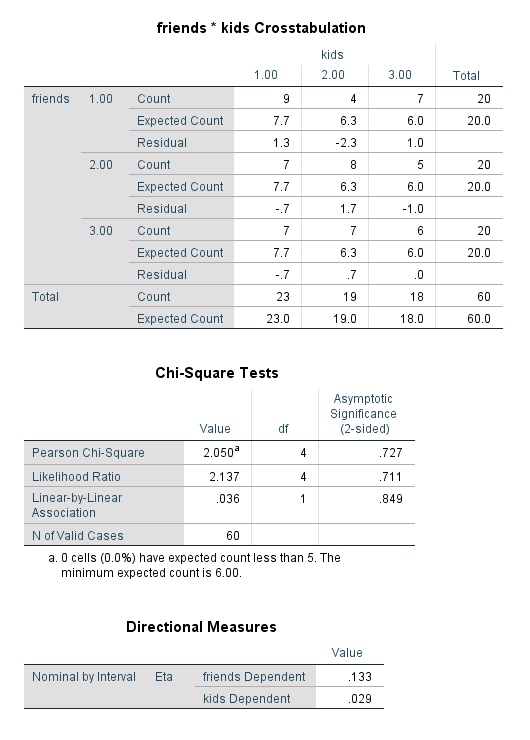 friends * kids Crosstabulation
kids
1.00 2.00 3.00 Total
friends 1.00 Count 9 4 7 20
Expected Count 7.7 6.3 6.0 20.0
Residual 1.3 -2.3 1.0
2.00 Count 7 8 5 20
Expected Count 7.7 6.3 6.0 20.0
Residual -.7 1.7 -1.0
3.00 Count 7 7 6 20
Expected Count 7.7 6.3 6.0 20.0
Residual -.7 .7 .0
Total Count 23 19 18 60
Expected Count 23.0 19.0 18.0 60.0
Chi-Square Tests
Asymptotic
Significance
Value df (2-sided)
Pearson Chi-Square 2.050a 4 .727
Likelihood Ratio 2.137 4 .711
Linear-by-Linear .036 1 .849
Association
N of Valid Cases 60
a. 0 cells (0.0%) have expected count less than 5. The
minimum expected count is 6.00.
Directional Measures
Value
Nominal by Interval Eta friends Dependent .133
kids Dependent .029